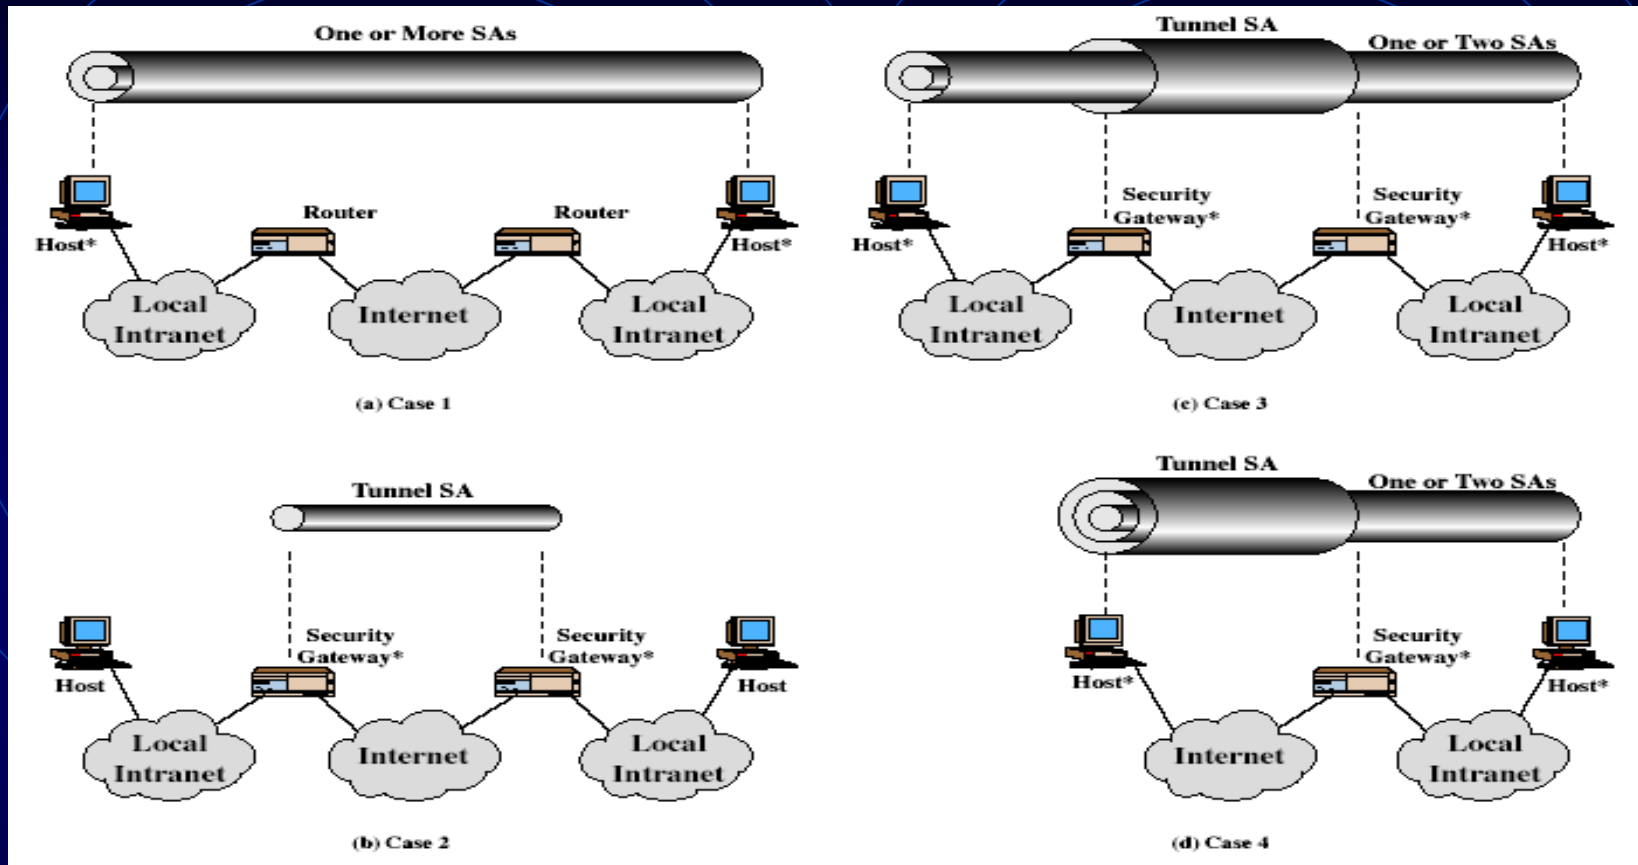 One or More SAs
Router
Router
Host*
Host*
Local
Intranet
Internet
Local
Intranet
(a) Case 1
Tunnel SA
One or Two SAs
Security
Gateway*
Security
Gateway*
Host*
Host*
Local
Intranet
Internet
Local
Intranet
(c) Case 3
Tunnel SA
Security
Gateway*
Security
Gateway*
Host
Host
Local
Intranet
Internet
Local
Intranet
(b) Case 2
Tunnel SA
One or Two SAs
Security
Gateway*
Host*
Host*
Internet
Local
Intranet
(d) Case 4